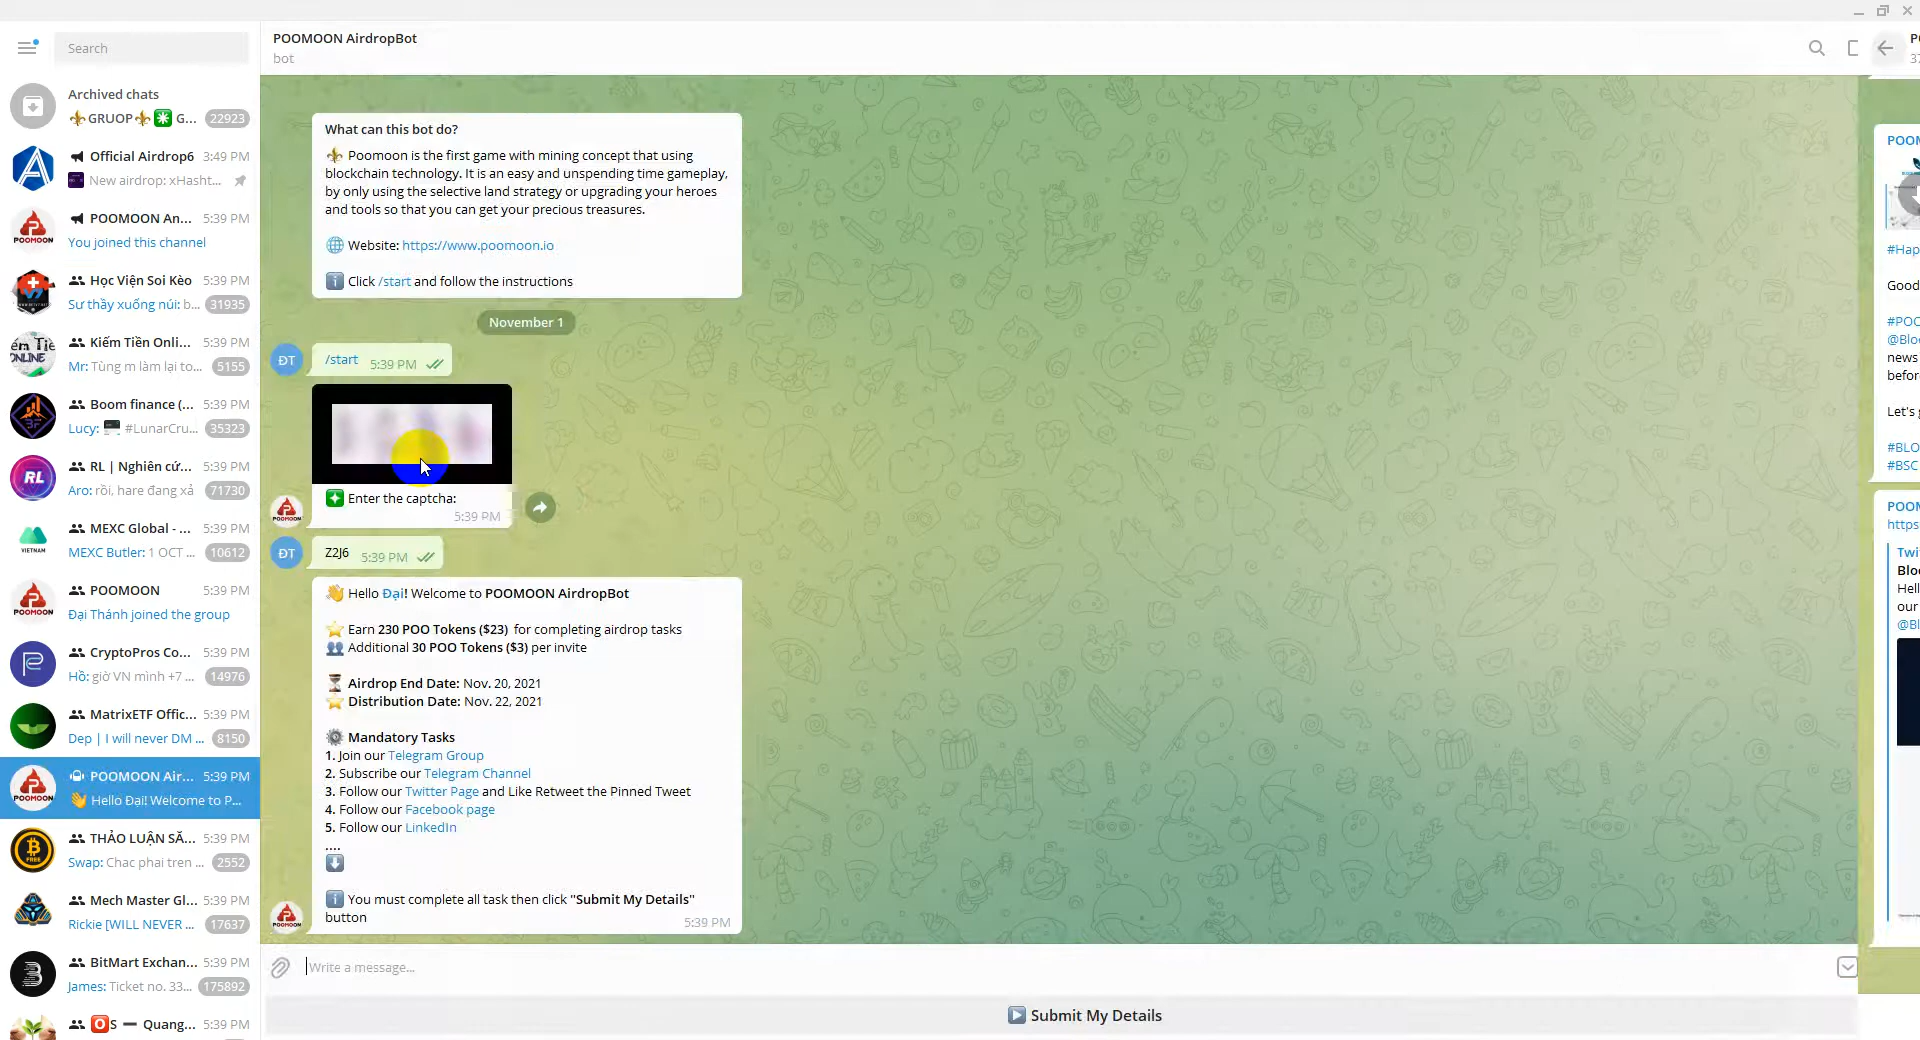 Search
Archived chats
GRUOP G... 22923
Official Airdrop6 3:49 PM
New airdrop: xHasht...
POOMOON An... 5:39 PM
You joined this channel
Học Viện Soi Kèo 5:39 PM
Sư thầy xuống núi: b... 31935
Kiếm Tiền Onli... 5:39 PM
Mr: Tùng m làm lại to... 5155
Boom finance (... 5:39 PM
Lucy: #LunarCru... 35323
RL | Nghiên cứ... 5:39 PM
Aro: rồi, hare đang xả 71730
MEXC Global - ... 5:39 PM
MEXC Butler: 1 OCT ... 10612
POOMOON 5:39 PM
Đại Thánh joined the group
CryptoPros Co... 5:39 PM
Hồ: giờ VN mình +7 ... 14976
MatrixETF Offic... 5:39 PM
Dep | I will never DM ... 8150
POOMOON Air... 5:39 PM
Hello Đại! Welcome to P...
THẢO LUẬN SĂ... 5:39 PM
Swap: Chac phai tren ... 2552
Mech Master Gl... 5:39 PM
Rickie [WILL NEVER ... 17637
BitMart Exchan... 5:39 PM
James: Ticket no. 33... 175892
S — Quang... 5:39 PM
POOMOON AirdropBot
bot
What can this bot do?
Poomoon is the first game with mining concept that using
blockchain technology. It is an easy and unspending time gameplay,
by only using the selective land strategy or upgrading your heroes
and tools so that you can get your precious treasures.
Website: https://www.poomoon.io
Click /start and follow the instructions
November 1
ĐT /start 5:39 PM
Enter the captcha:
5:39 PM
ĐT Z2J6 5:39 PM
Hello Đại! Welcome to POOMOON AirdropBot
Earn 230 POO Tokens ($23) for completing airdrop tasks
Additional 30 POO Tokens ($3) per invite
Airdrop End Date: Nov. 20, 2021
Distribution Date: Nov. 22, 2021
Mandatory Tasks
1. Join our Telegram Group
2. Subscribe our Telegram Channel
3. Follow our Twitter Page and Like Retweet the Pinned Tweet
4. Follow our Facebook page
5. Follow our LinkedIn
....
You must complete all task then click "Submit My Details"
button
5:39 PM
Write a message...
Submit My Details
#Hap
Good
#POO
@Blo
news
befor
Let's
#BLO
#BSC
POOM
https
Twi
Bloc
Hell
our
@Bl